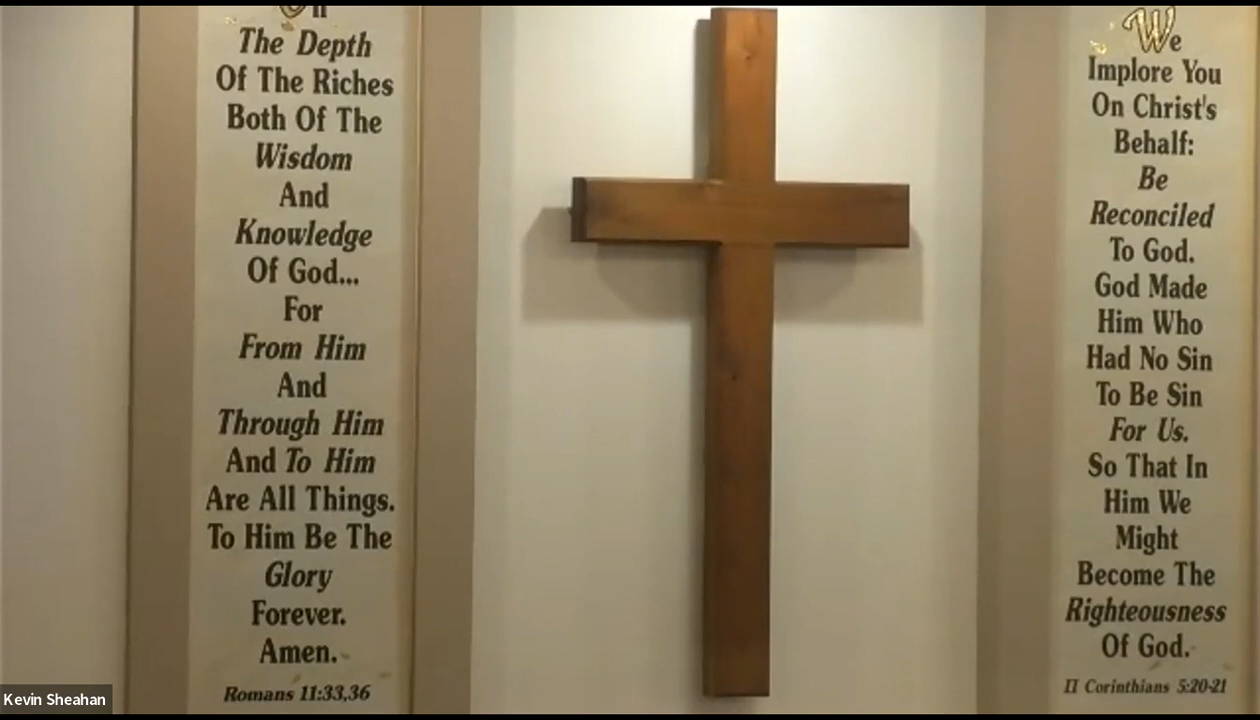 Oh
The Depth
Of The Riches
Both Of The
Wisdom
And
Knowledge
Of God...
For
From Him
And
Through Him
And To Him
Are All Things.
To Him Be The
Glory
Forever.
Amen.
Romans 11:33,36
We
Implore You
On Christ's
Behalf:
Be
Reconciled
To God.
God Made
Him Who
Had No Sin
To Be Sin
For Us.
So That In
Him We
Might
Become The
Righteousness
Of God.
II Corinthians 5:20-21
Kevin Sheahan